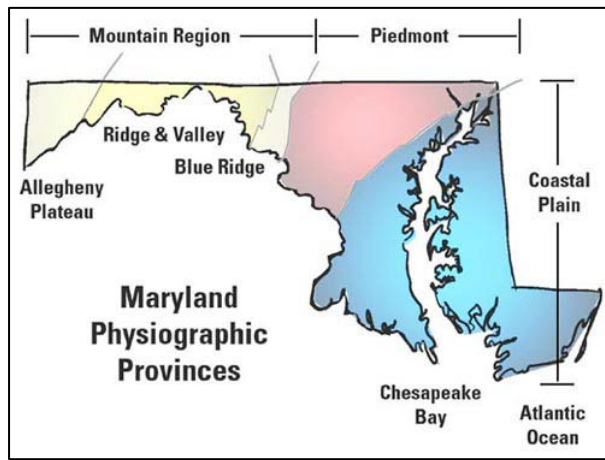 Mountain Region
Piedmont
Ridge & Valley
Blue Ridge
Allegheny
Plateau
Coastal
Plain
Maryland
Physiographic
Provinces
Chesapeake
Bay
Atlantic
Ocean